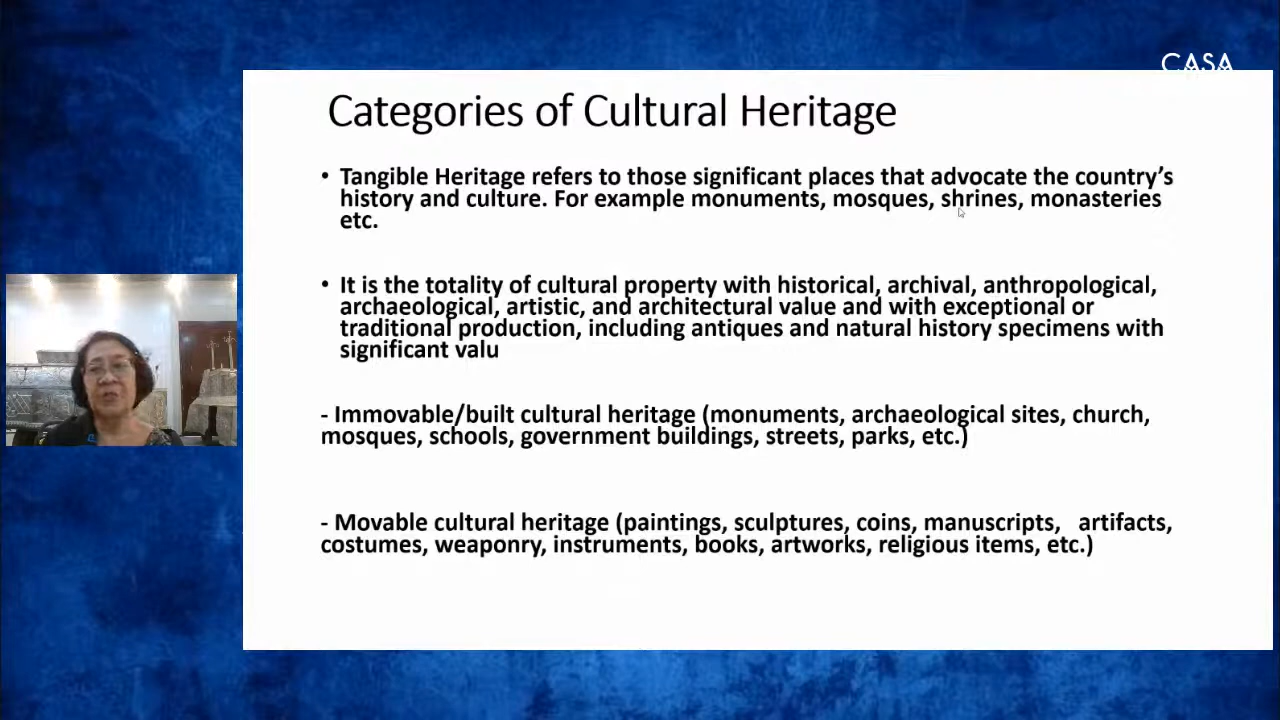 CASA
Categories of Cultural Heritage
• Tangible Heritage refers to those significant places that advocate the country's
history and culture. For example monuments, mosques, shrines, monasteries
etc.
• It is the totality of cultural property with historical, archival, anthropological,
archaeological, artistic, and architectural value and with exceptional or
traditional production, including antiques and natural history specimens with
significant valu
- Immovable/built cultural heritage (monuments, archaeological sites, church,
mosques, schools, government buildings, streets, parks, etc.)
- Movable cultural heritage (paintings, sculptures, coins, manuscripts,   artifacts,
costumes, weaponry, instruments, books, artworks, religious items, etc.)